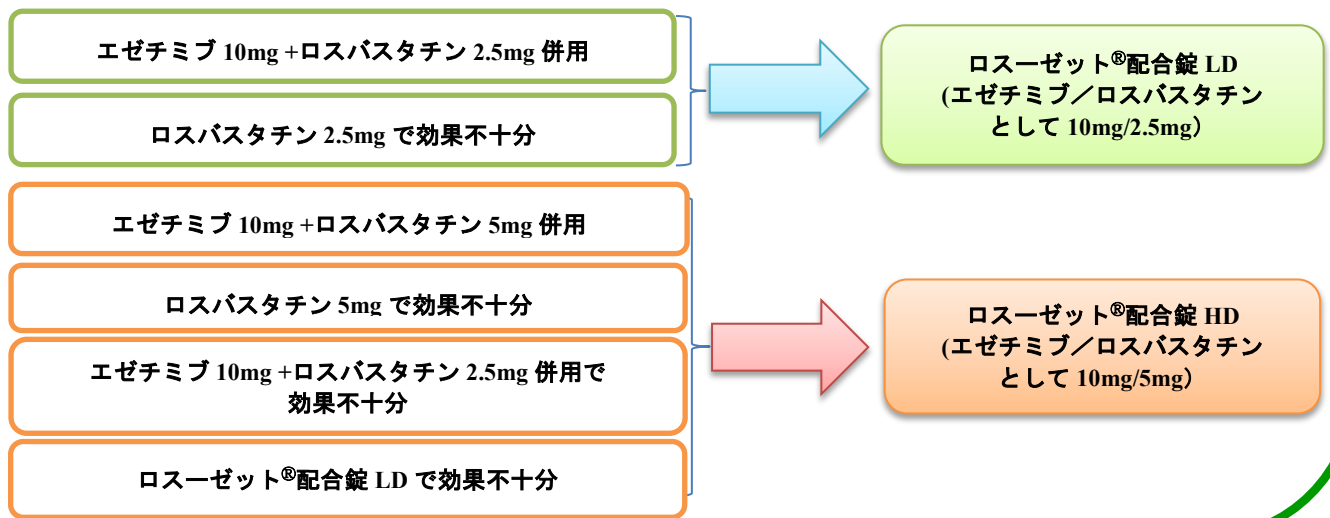 エゼチミブ 10mg +ロスバスタチン 2.5mg 併用
ロスバスタチン 2.5mg で効果不十分
ロスーゼット®配合錠 LD
(エゼチミブ／ロスバスタチン
として 10mg/2.5mg）
エゼチミブ 10mg +ロスバスタチン 5mg 併用
ロスバスタチン 5mg で効果不十分
エゼチミブ 10mg +ロスバスタチン 2.5mg 併用で
効果不十分
ロスーゼット®配合錠 LD で効果不十分
ロスーゼット®配合錠 HD
(エゼチミブ／ロスバスタチン
として 10mg/5mg）